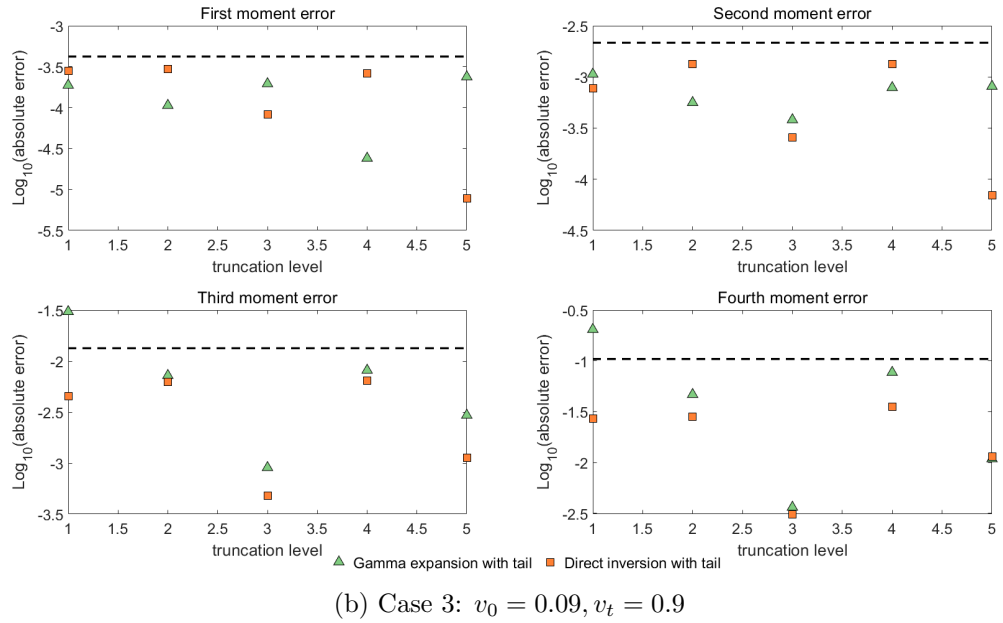 First moment error
-3
-3.5
-4
-4.5
-5
-5.5
Log10(absolute error)
1 1.5 2 2.5 3 3.5 4 4.5 5
truncation level
Second moment error
-2.5
-3
-3.5
-4
-4.5
Log10(absolute error)
1 1.5 2 2.5 3 3.5 4 4.5 5
truncation level
Third moment error
-1.5
-2
-2.5
-3
-3.5
Log10(absolute error)
1 1.5 2 2.5 3 3.5 4 4.5 5
truncation level
Fourth moment error
-0.5
-1
-1.5
-2
-2.5
Log10(absolute error)
1 1.5 2 2.5 3 3.5 4 4.5 5
truncation level
Gamma expansion with tail Direct inversion with tail
(b) Case 3: v0 = 0.09, vt = 0.9